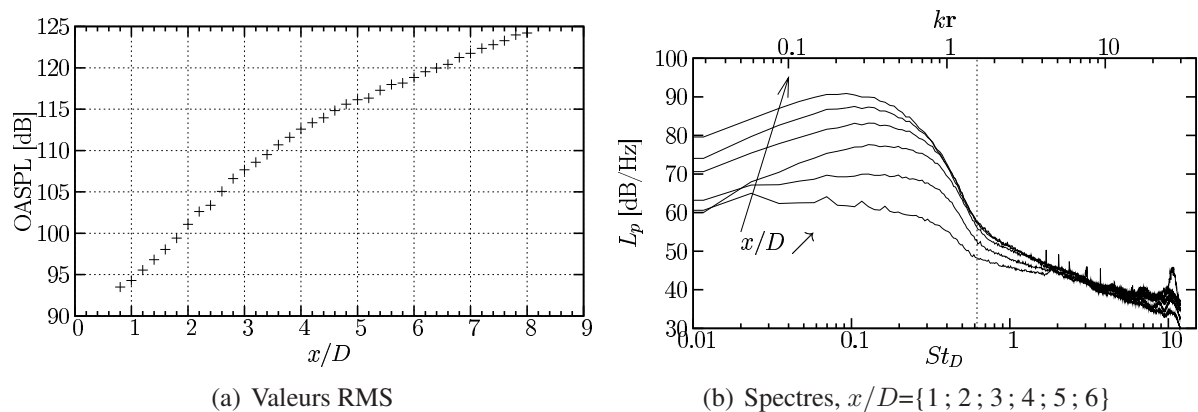 125
120
115
110
105
100
95
90
OASPL [dB]
0 1 2 3 4 5 6 7 8 9
x/D
(a) Valeurs RMS
kr
0.1 1 10
100
90
80
70
60
50
40
30
L_p [dB/Hz]
x/D ↗
0.01 0.1 1 10
St_D
(b) Spectres, x/D={1 ; 2 ; 3 ; 4 ; 5 ; 6}